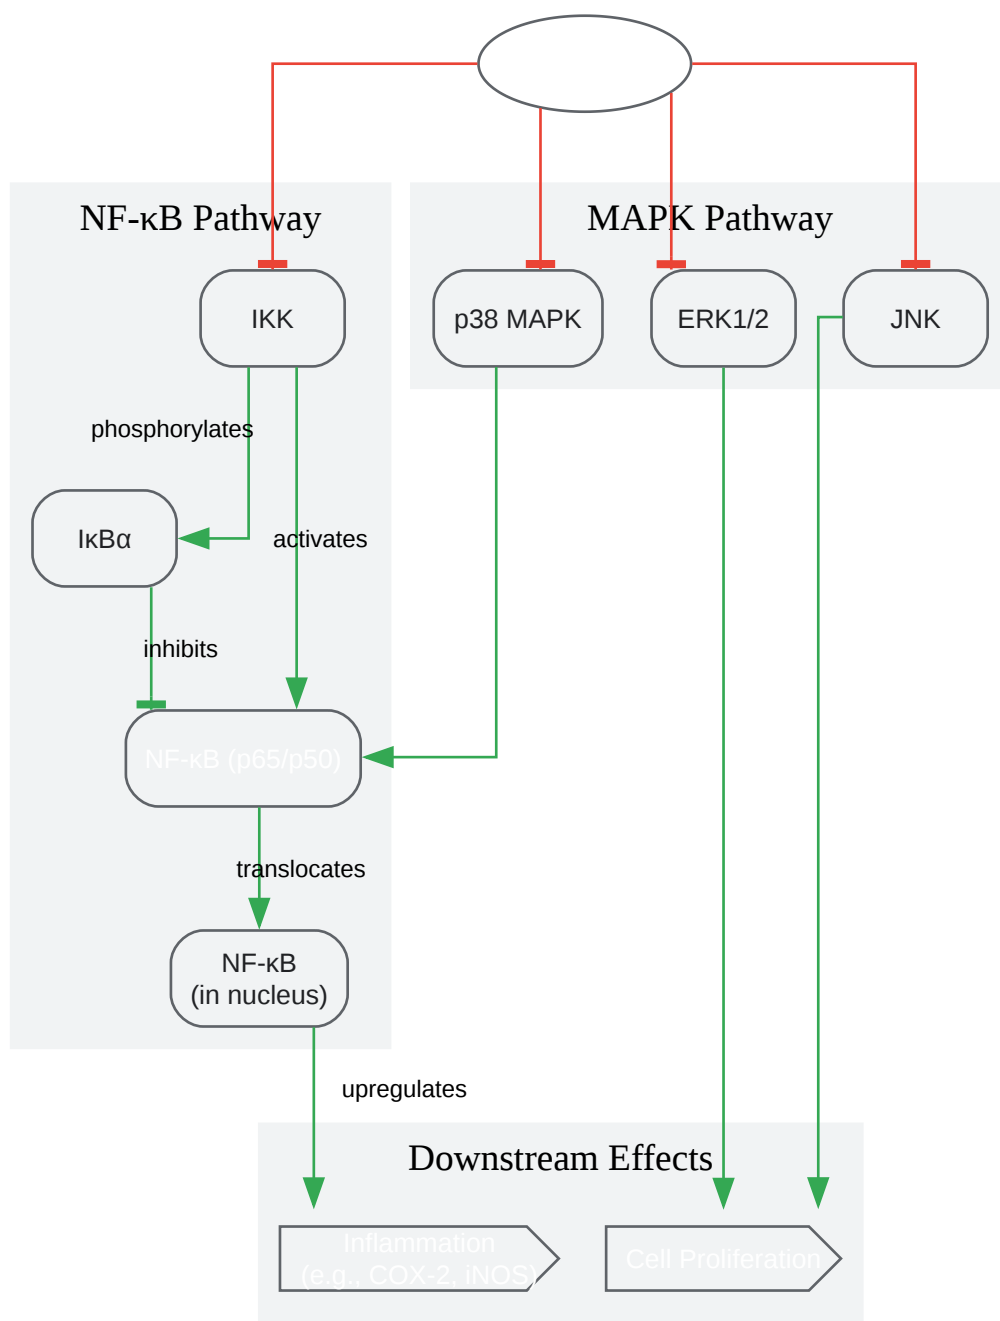 NF-κB Pathway
MAPK Pathway
IKK
p38 MAPK
ERK1/2
JNK
phosphorylates
IκBα
activates
inhibits
NF-κB (p65/p50)
translocates
NF-κB
(in nucleus)
upregulates
Downstream Effects
Inflammation
(e.g., COX-2, iNOS)
Cell Proliferation